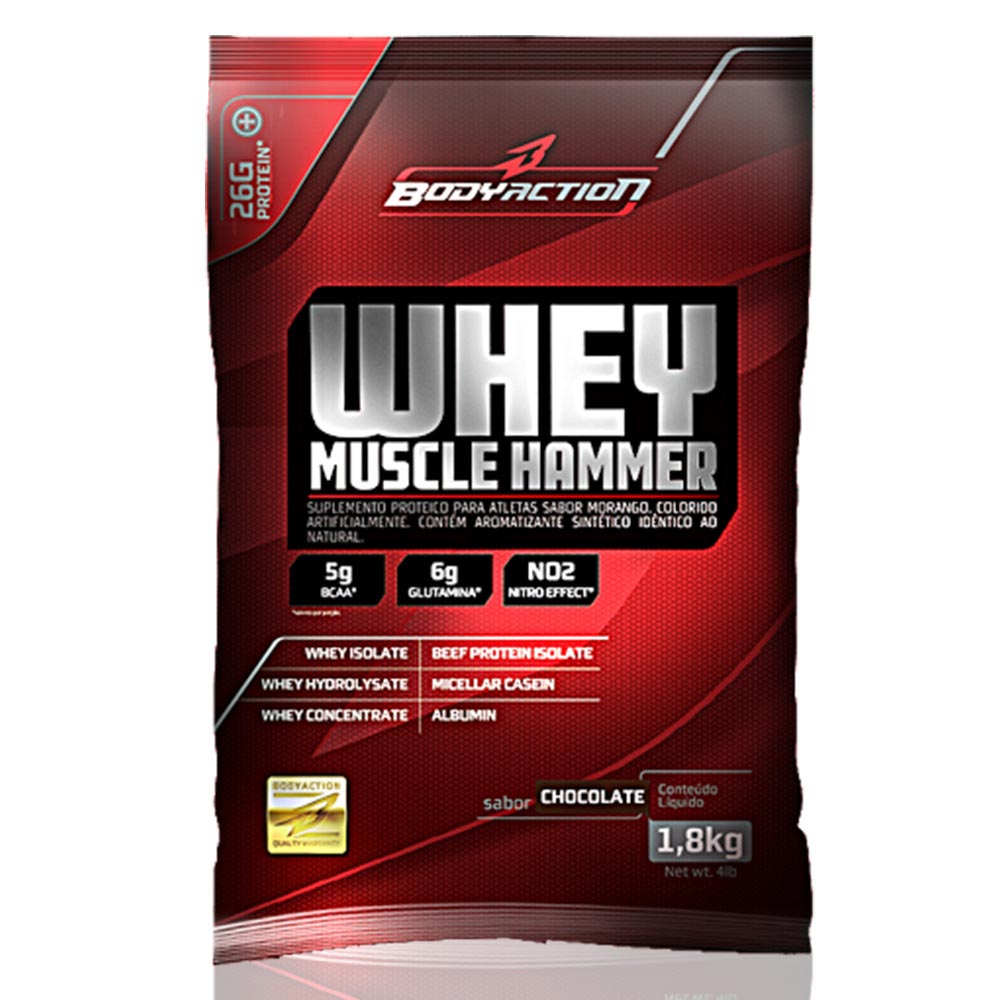 26G
PROTEIN*
BODYACTION
WHEY
MUSCLE HAMMER
SUPLEMENTO PROTEICO PARA ATLETAS SABOR MORANGO. COLORIDO
ARTIFICIALMENTE. CONTÉM AROMATIZANTE SINTÉTICO IDÊNTICO AO
NATURAL.
5g
BCAA*
6g
GLUTAMINA*
NO2
NITRO EFFECT*
WHEY ISOLATE
BEEF PROTEIN ISOLATE
WHEY HYDROLYSATE
MICELLAR CASEIN
WHEY CONCENTRATE
ALBUMIN
BODYACTION
QUALITY WARRANTY
sabor CHOCOLATE
Conteúdo
Líquido
1,8kg
Net wt. 4lb